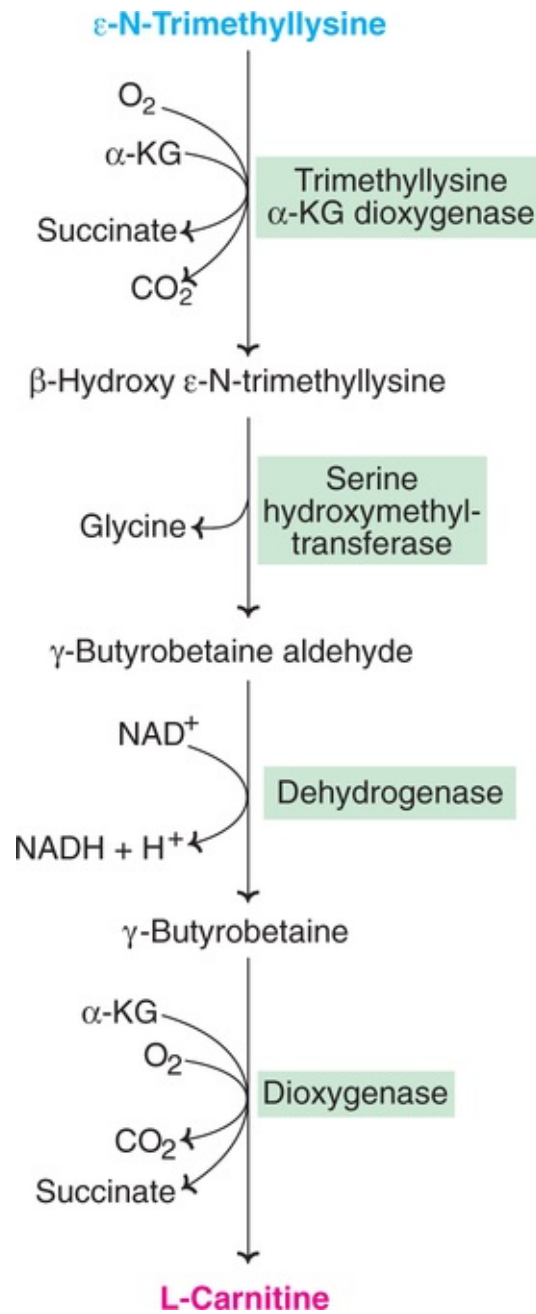 ε-N-Trimethyllysine
O₂
α-KG
Trimethyllysine
α-KG dioxygenase
Succinate
CO₂
β-Hydroxy ε-N-trimethyllysine
Serine
hydroxymethyl-
transferase
Glycine
γ-Butyrobetaine aldehyde
NAD⁺
Dehydrogenase
NADH + H⁺
γ-Butyrobetaine
α-KG
O₂
Dioxygenase
CO₂
Succinate
L-Carnitine